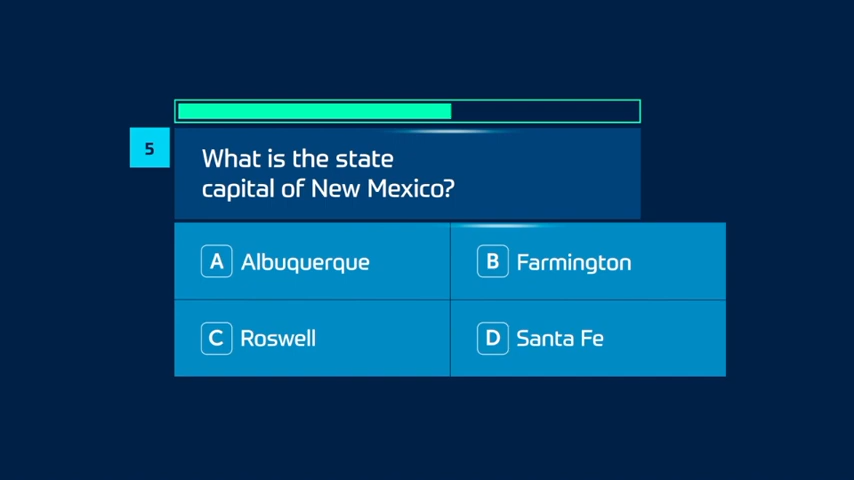 5
What is the state
capital of New Mexico?
A Albuquerque
B Farmington
C Roswell
D Santa Fe